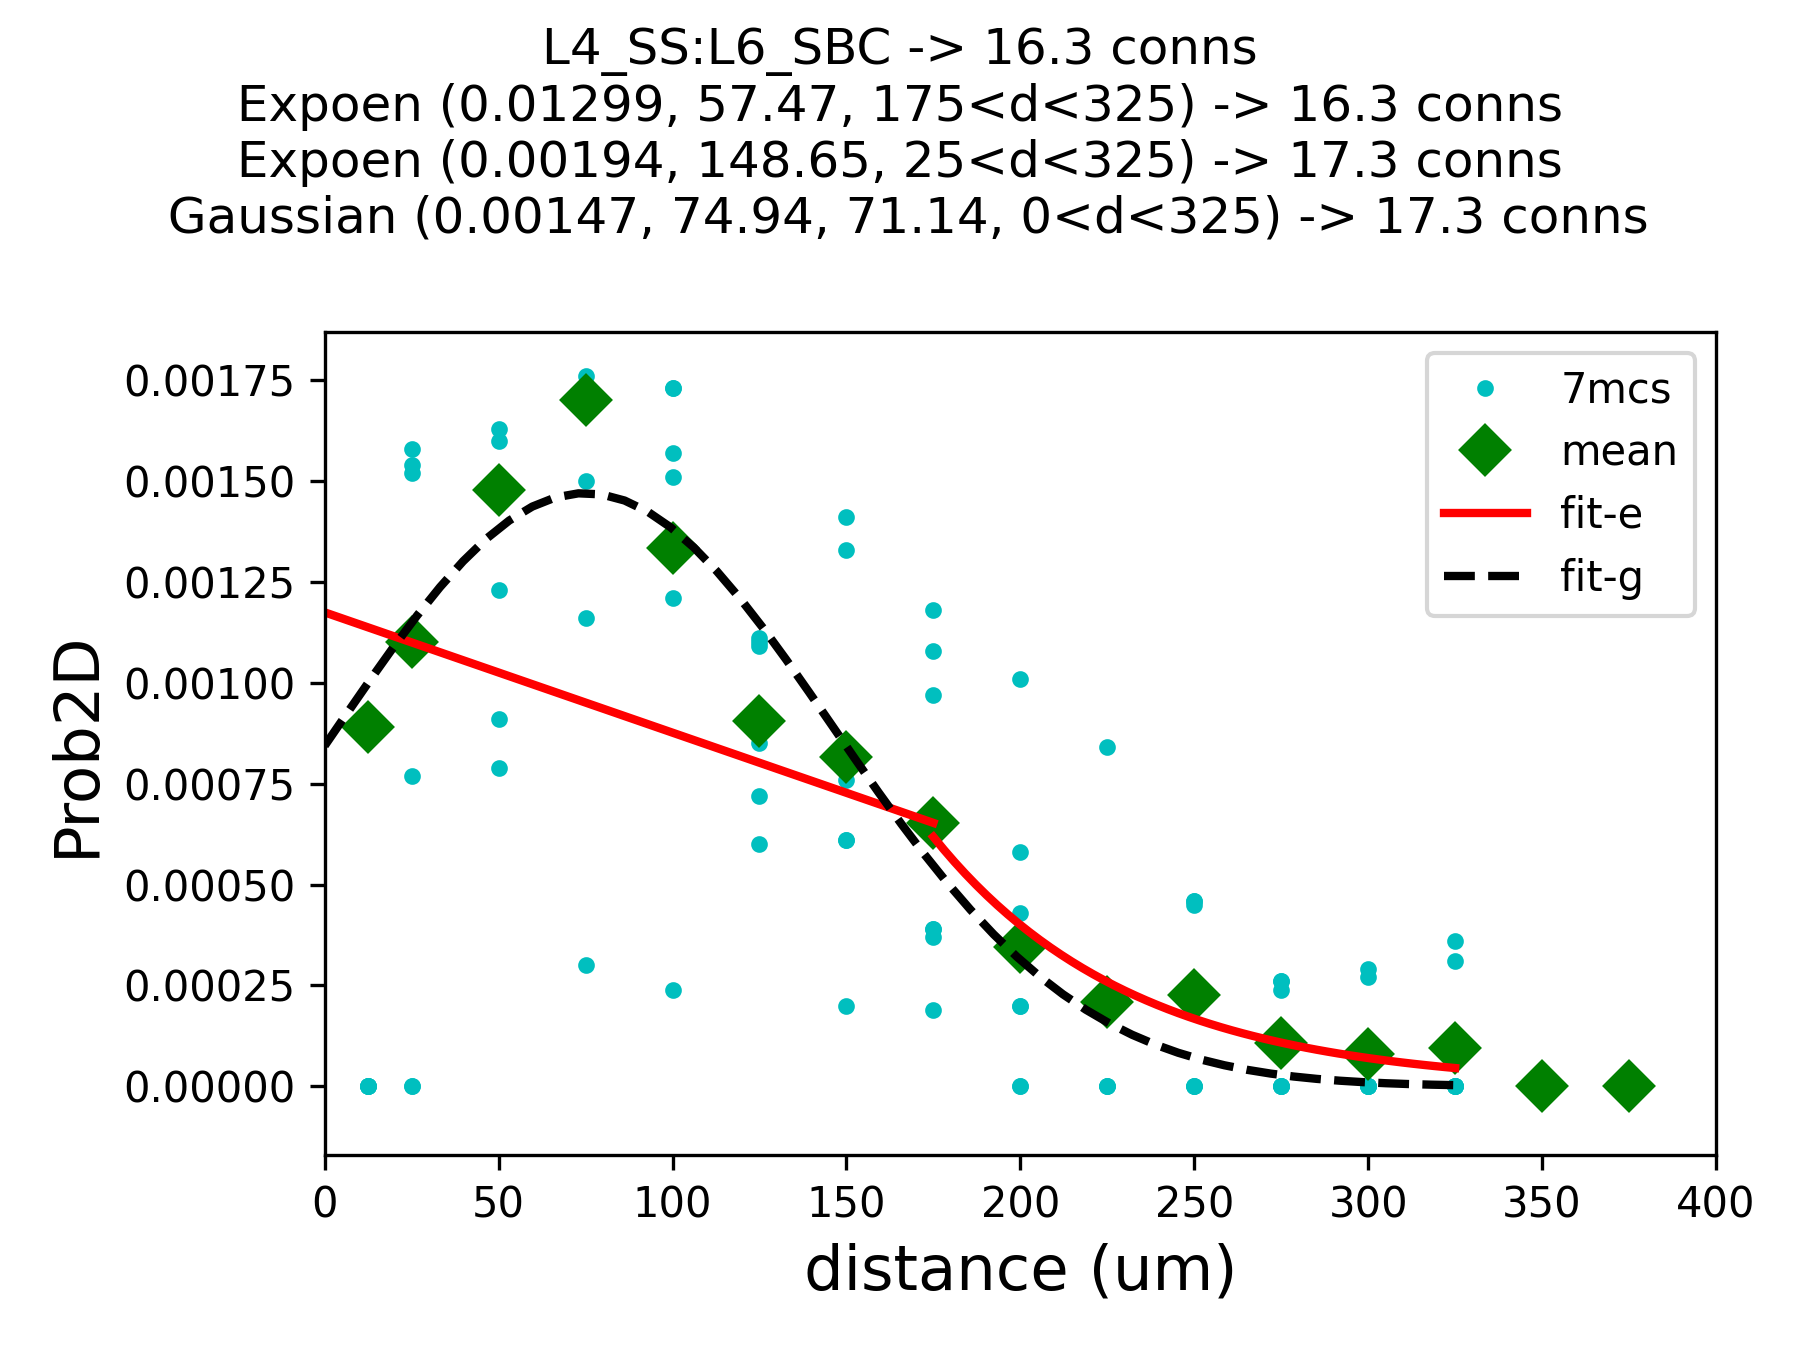 L4_SS:L6_SBC -> 16.3 conns
Expoen (0.01299, 57.47, 175<d<325) -> 16.3 conns
Expoen (0.00194, 148.65, 25<d<325) -> 17.3 conns
Gaussian (0.00147, 74.94, 71.14, 0<d<325) -> 17.3 conns
7mcs
mean
fit-e
fit-g
Prob2D
0.00175
0.00150
0.00125
0.00100
0.00075
0.00050
0.00025
0.00000
0 50 100 150 200 250 300 350 400
distance (um)